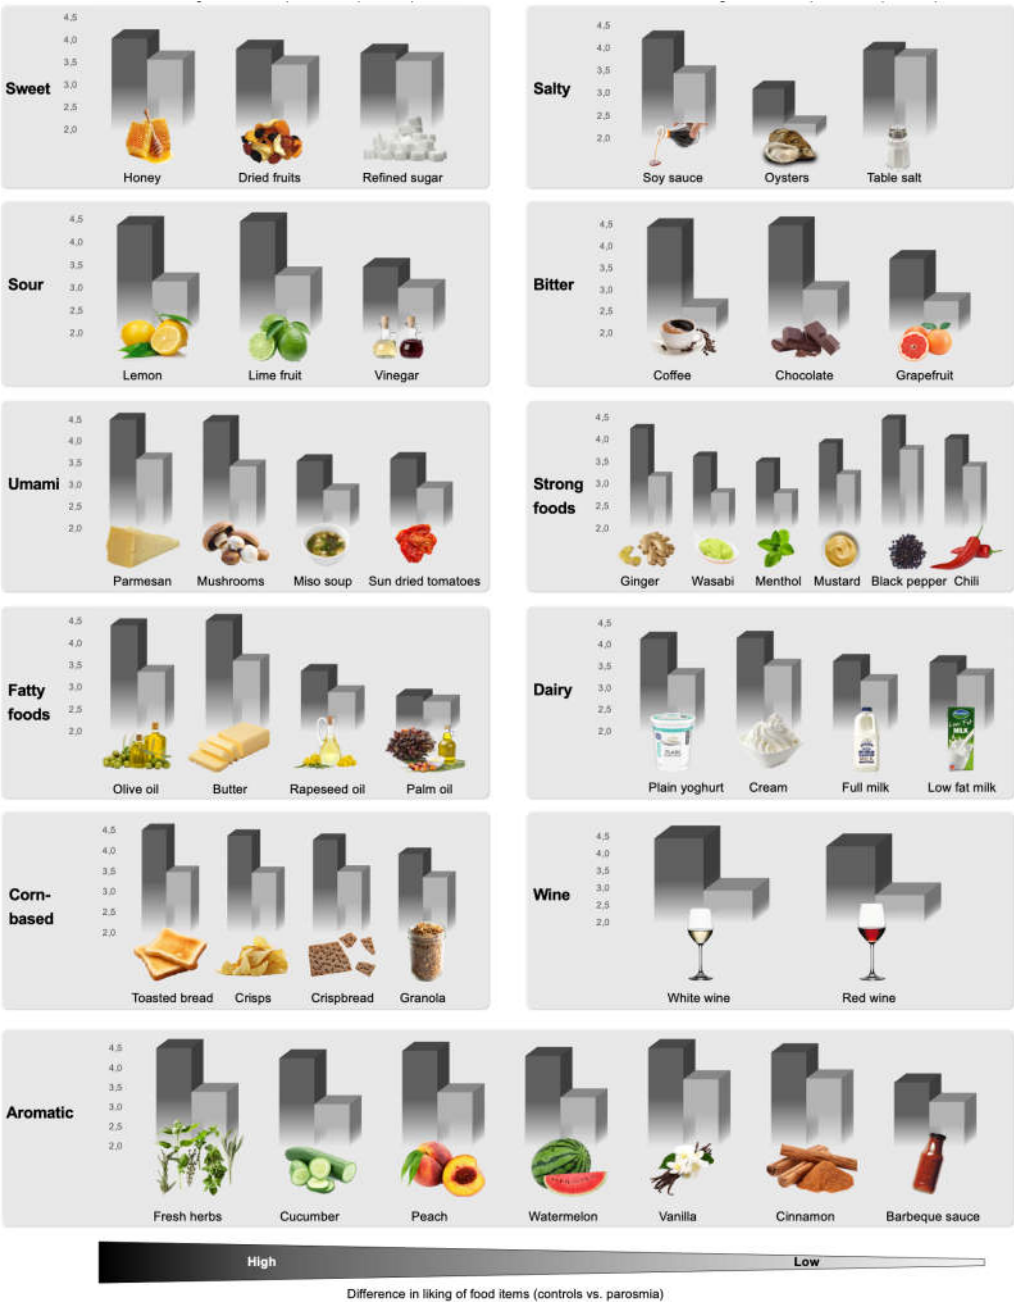 4,5
4,0
3,5
3,0
2,5
2,0
Sweet
Honey Dried fruits Refined sugar
4,5
4,0
3,5
3,0
2,5
2,0
Salty
Soy sauce Oysters Table salt
4,5
4,0
3,5
3,0
2,5
2,0
Sour
Lemon Lime fruit Vinegar
4,5
4,0
3,5
3,0
2,5
2,0
Bitter
Coffee Chocolate Grapefruit
4,5
4,0
3,5
3,0
2,5
2,0
Umami
Parmesan Mushrooms Miso soup Sun dried tomatoes
4,5
4,0
3,5
3,0
2,5
2,0
Strong
foods
Ginger Wasabi Menthol Mustard Black pepper Chili
4,5
4,0
3,5
3,0
2,5
2,0
Fatty
foods
Olive oil Butter Rapeseed oil Palm oil
4,5
4,0
3,5
3,0
2,5
2,0
Dairy
MILK
Plain yoghurt Cream Full milk Low fat milk
4,5
4,0
3,5
3,0
2,5
2,0
Corn-
based
Toasted bread Crisps Crispbread Granola
4,5
4,0
3,5
3,0
2,5
2,0
Wine
White wine Red wine
4,5
4,0
3,5
3,0
2,5
2,0
Aromatic
Fresh herbs Cucumber Peach Watermelon Vanilla Cinnamon Barbeque sauce
High Low
Difference in liking of food items (controls vs. parosmia)